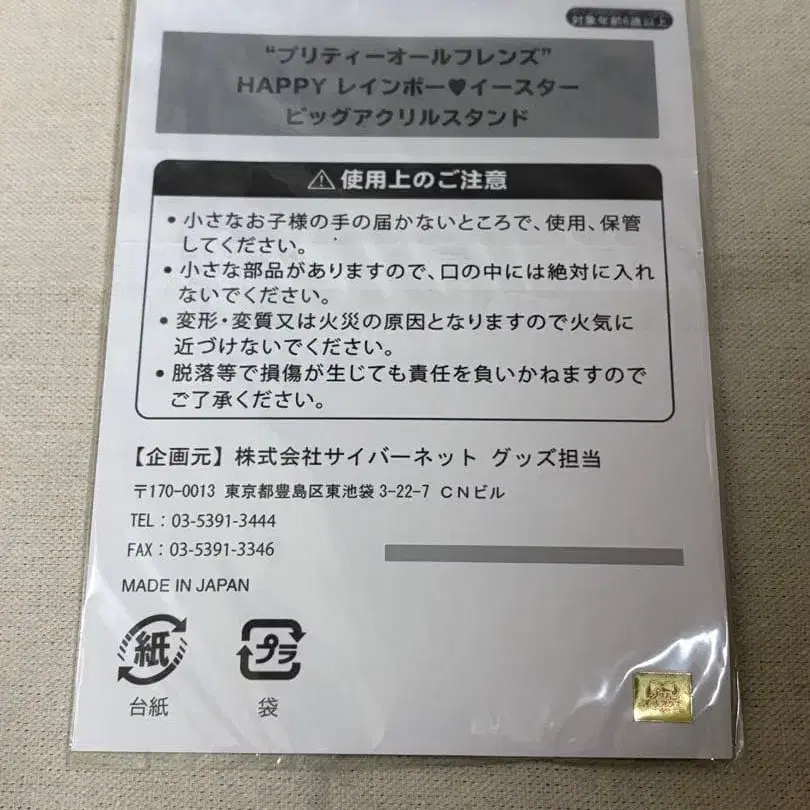 対象年齢6歳以上
“プリティーオールフレンズ”
HAPPY レインボー♥イースター
ビッグアクリルスタンド
⚠使用上のご注意
• 小さなお子様の手の届かないところで、使用、保管
してください。
• 小さな部品がありますので、口の中には絶対に入れ
ないでください。
• 変形・変質又は火災の原因となりますので火気に
近づけないでください。
• 脱落等で損傷が生じても責任を負いかねますので
ご了承ください。
【企画元】株式会社サイバーネット グッズ担当
〒170-0013 東京都豊島区東池袋3-22-7 CNビル
TEL：03-5391-3444
FAX：03-5391-3346
MADE IN JAPAN
紙 プラ
台紙 袋